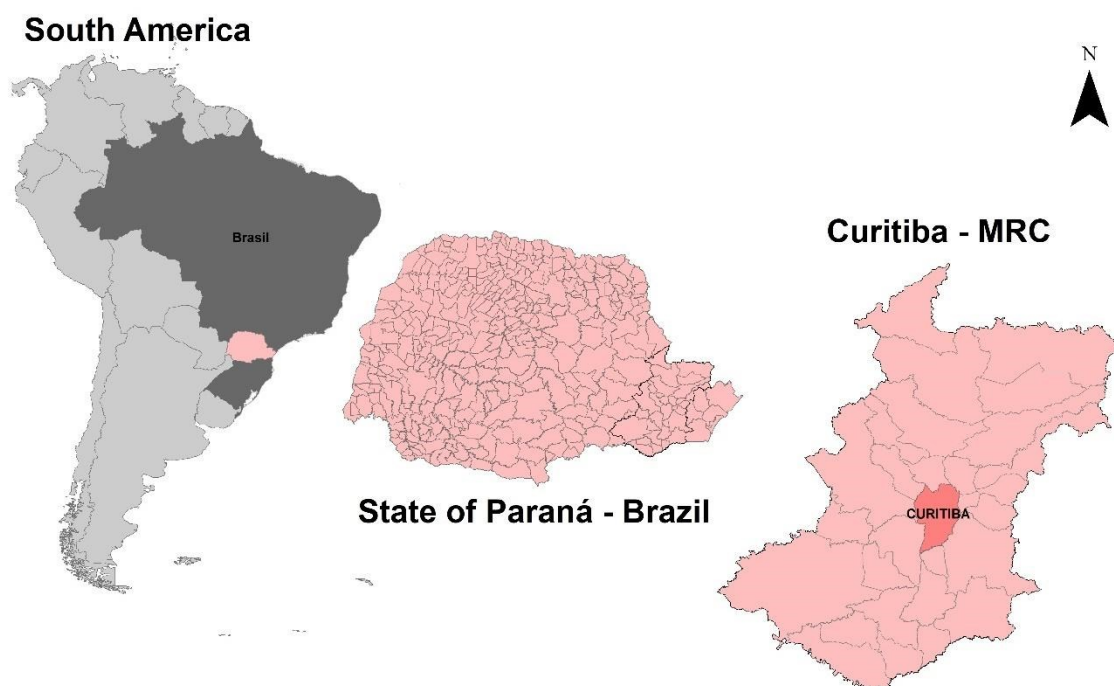 South America
N
Brasil
Curitiba - MRC
CURITIBA
State of Paraná - Brazil